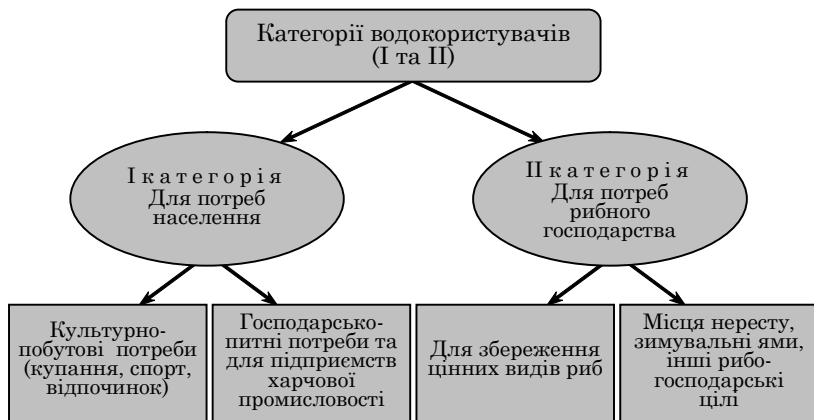 Категорії водокористувачів
(І та ІІ)
І категорія
Для потреб
населення
ІІ категорія
Для потреб
рибного
господарства
Культурно-
побутові потреби
(купання, спорт,
відпочинок)
Господарсько-
питні потреби та
для підприємств
харчової
промисловості
Для збереження
цінних видів риб
Місця нересту,
зимувальні ями,
інші рибо-
господарські
цілі